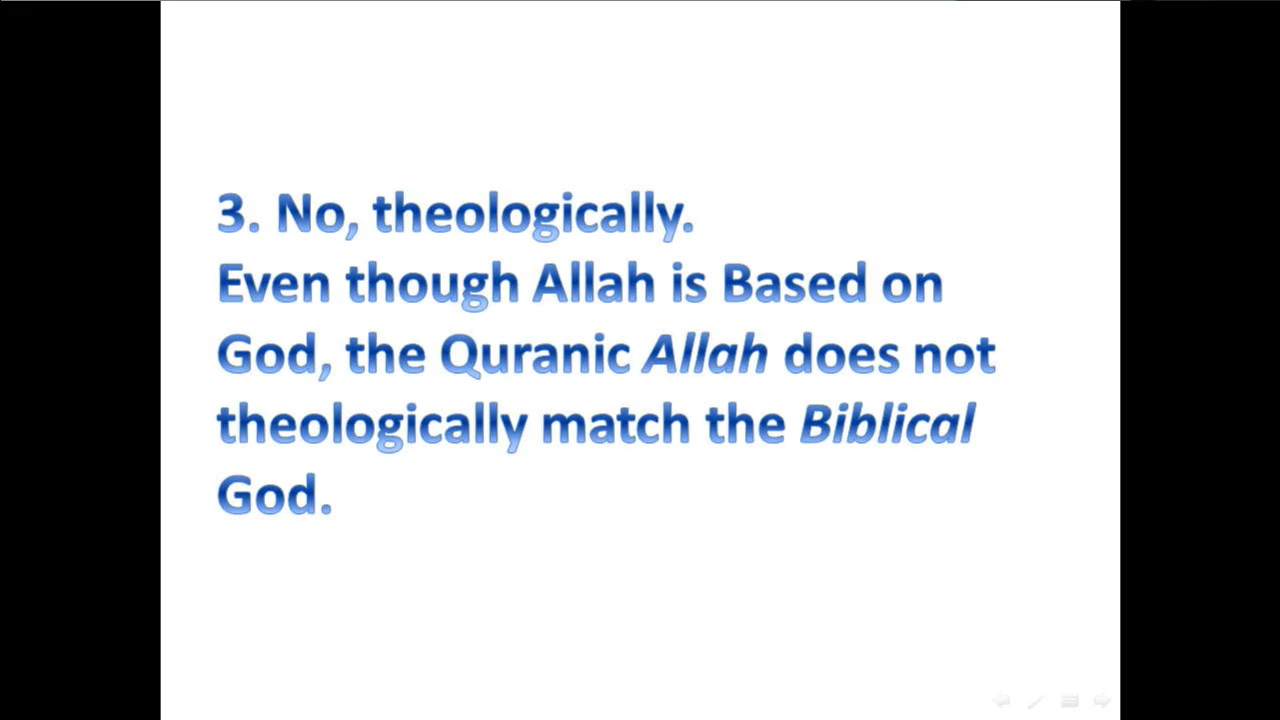 3. No, theologically.
Even though Allah is Based on
God, the Quranic Allah does not
theologically match the Biblical
God.